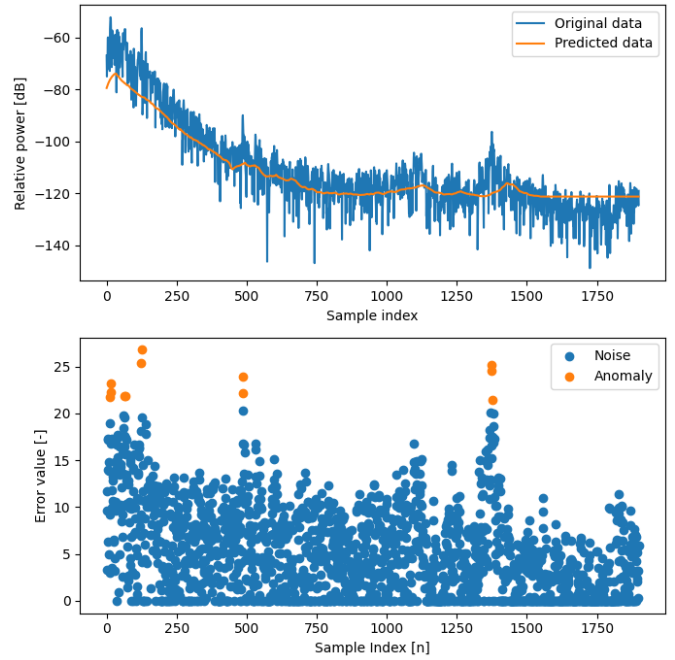 Original data
Predicted data
−60
−80
−100
−120
−140
Relative power [dB]
0 250 500 750 1000 1250 1500 1750
Sample index
Noise
Anomaly
25
20
15
10
5
0
Error value [-]
0 250 500 750 1000 1250 1500 1750
Sample Index [n]